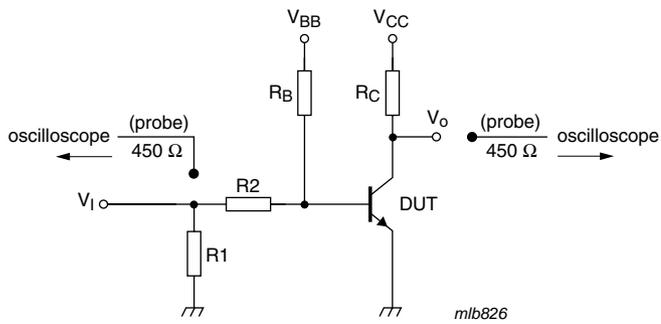 VBB
VCC
RB
RC
Vo
(probe)
oscilloscope
450 Ω
(probe)
oscilloscope
450 Ω
R2
VI
DUT
R1
mlb826